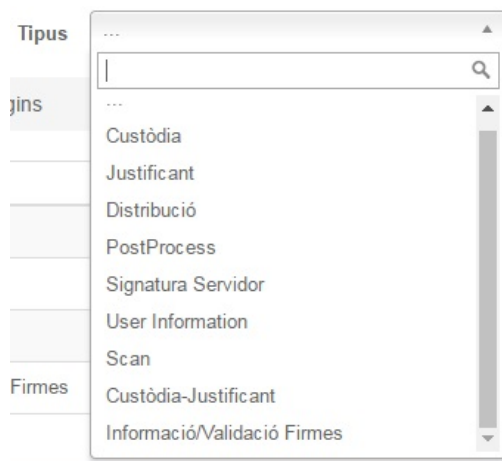 Tipus ...
gins
...
Custòdia
Justificant
Distribució
PostProcess
Signatura Servidor
User Information
Scan
Firmes
Custòdia-Justificant
Informació/Validació Firmes